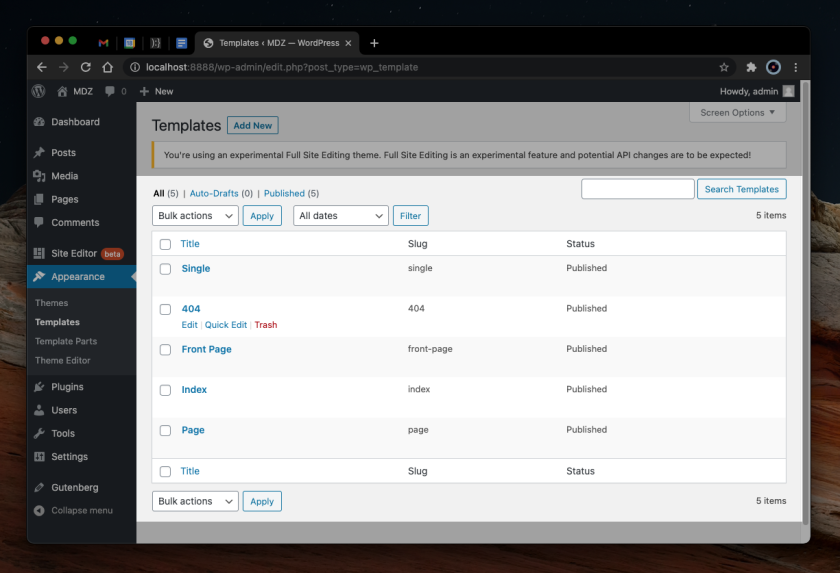 Templates ‹ MDZ — WordPress
localhost:8888/wp-admin/edit.php?post_type=wp_template
MDZ 0 New Howdy, admin
Dashboard
Posts
Media
Pages
Comments
Site Editor beta
Appearance
Themes
Templates
Template Parts
Theme Editor
Plugins
Users
Tools
Settings
Gutenberg
Collapse menu
Screen Options
Templates Add New
You're using an experimental Full Site Editing theme. Full Site Editing is an experimental feature and potential API changes are to be expected!
All (5) | Auto-Drafts (0) | Published (5)
Search Templates
Bulk actions Apply All dates Filter 5 items
Title Slug Status
Single single Published
404 404 Published
Edit | Quick Edit | Trash
Front Page front-page Published
Index index Published
Page page Published
Title Slug Status
Bulk actions Apply 5 items